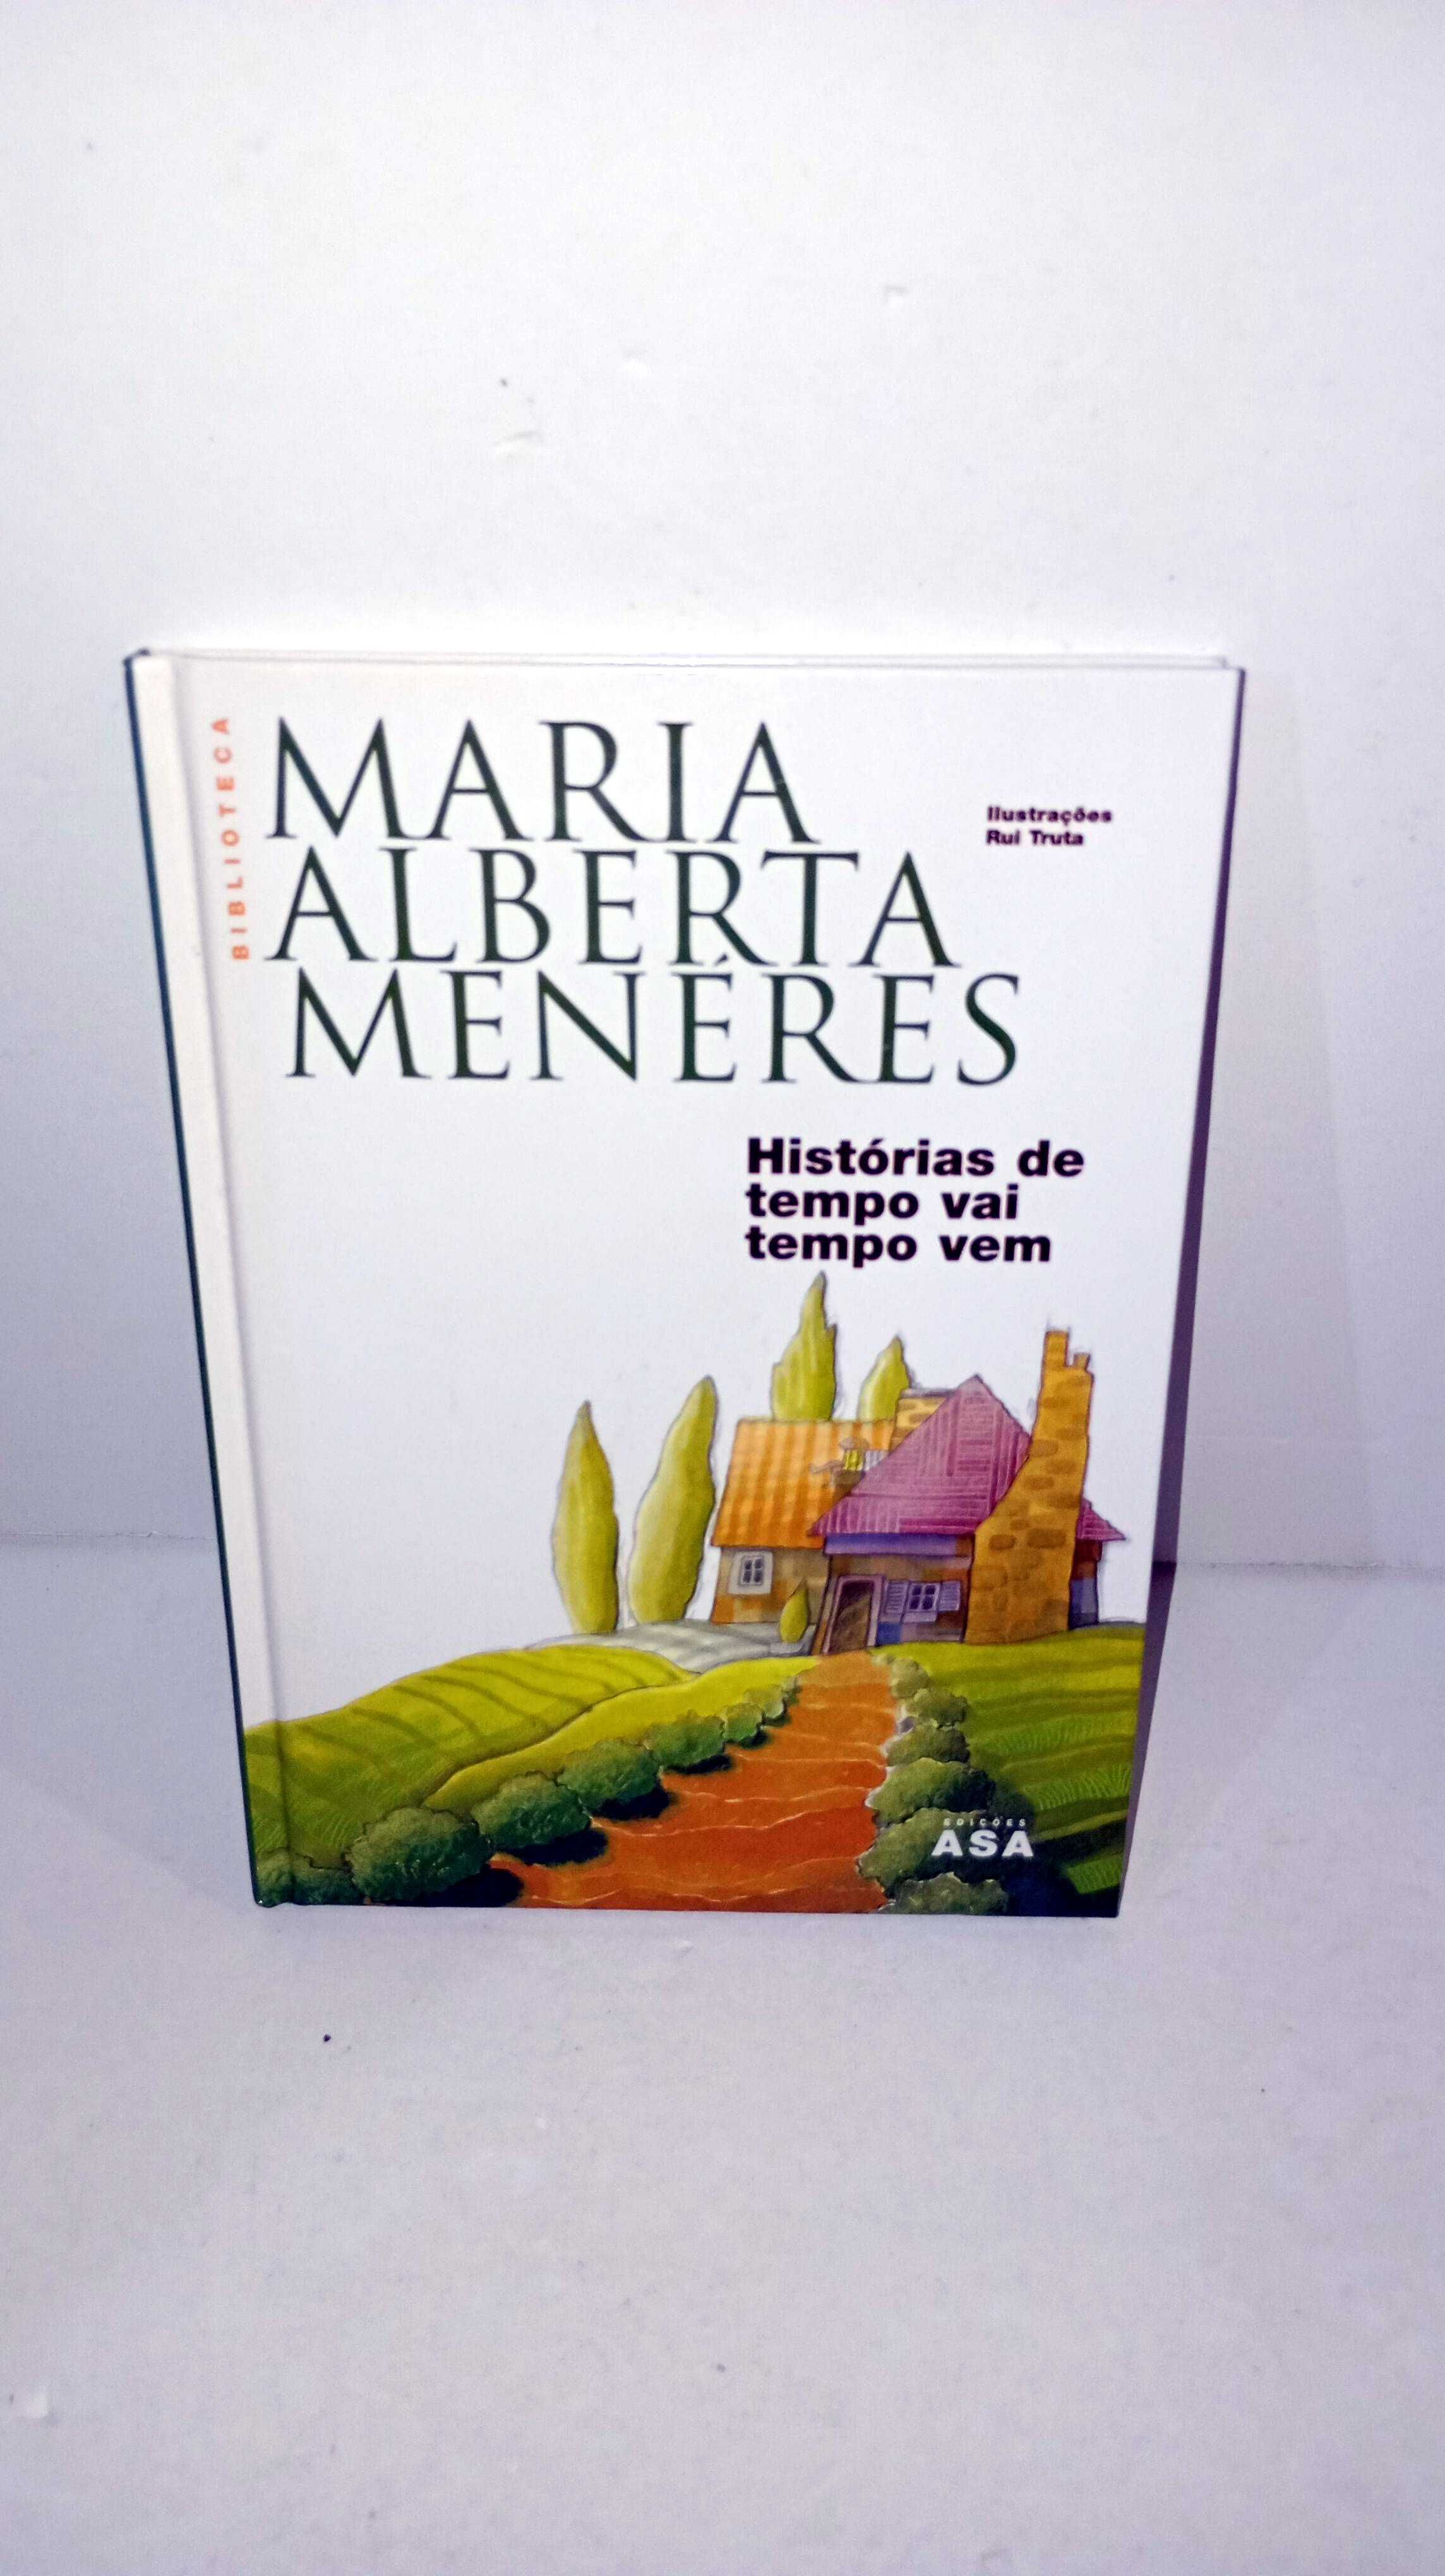 BIBLIOTECA
MARIA
ALBERTA
MENÉRES
Ilustrações
Rui Truta
Histórias de
tempo vai
tempo vem
EDIÇÕES
ASA